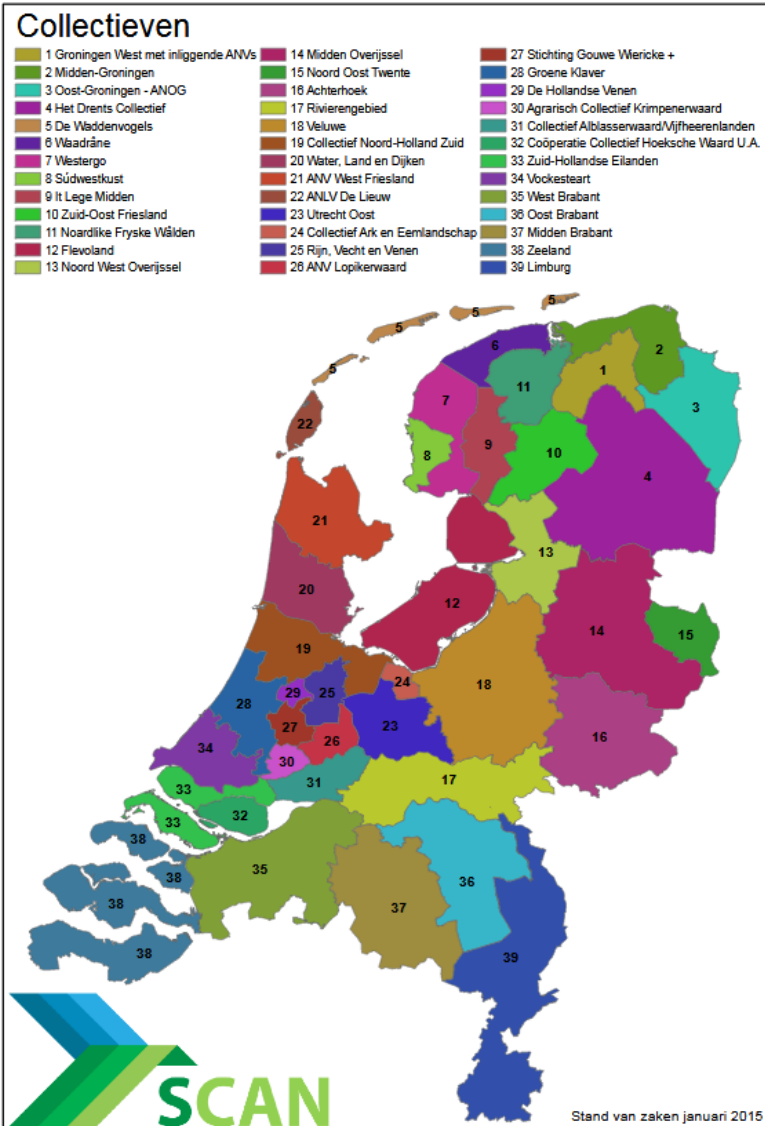 Collectieven
1 Groningen West met inliggende ANVs
2 Midden-Groningen
3 Oost-Groningen - ANOG
4 Het Drents Collectief
5 De Waddenvogels
6 Waadrâne
7 Westergo
8 Súdwestkust
9 It Lege Midden
10 Zuid-Oost Friesland
11 Noardlike Fryske Wâlden
12 Flevoland
13 Noord West Overijssel
14 Midden Overijssel
15 Noord Oost Twente
16 Achterhoek
17 Rivierengebied
18 Veluwe
19 Collectief Noord-Holland Zuid
20 Water, Land en Dijken
21 ANV West Friesland
22 ANLV De Lieuw
23 Utrecht Oost
24 Collectief Ark en Eemlandschap
25 Rijn, Vecht en Venen
26 ANV Lopikerwaard
27 Stichting Gouwe Wiericke +
28 Groene Klaver
29 De Hollandse Venen
30 Agrarisch Collectief Krimpenerwaard
31 Collectief Alblasserwaard/Vijfheerenlanden
32 Coöperatie Collectief Hoeksche Waard U.A.
33 Zuid-Hollandse Eilanden
34 Vockesteart
35 West Brabant
36 Oost Brabant
37 Midden Brabant
38 Zeeland
39 Limburg
5
5
5
5
6
2
1
11
22
7
3
9
8
10
4
21
13
20
12
14
15
19
24
18
29
25
28
23
27
26
16
34
30
17
31
33
32
33
38
35
38
36
38
37
38
39
SCAN
Stand van zaken januari 2015